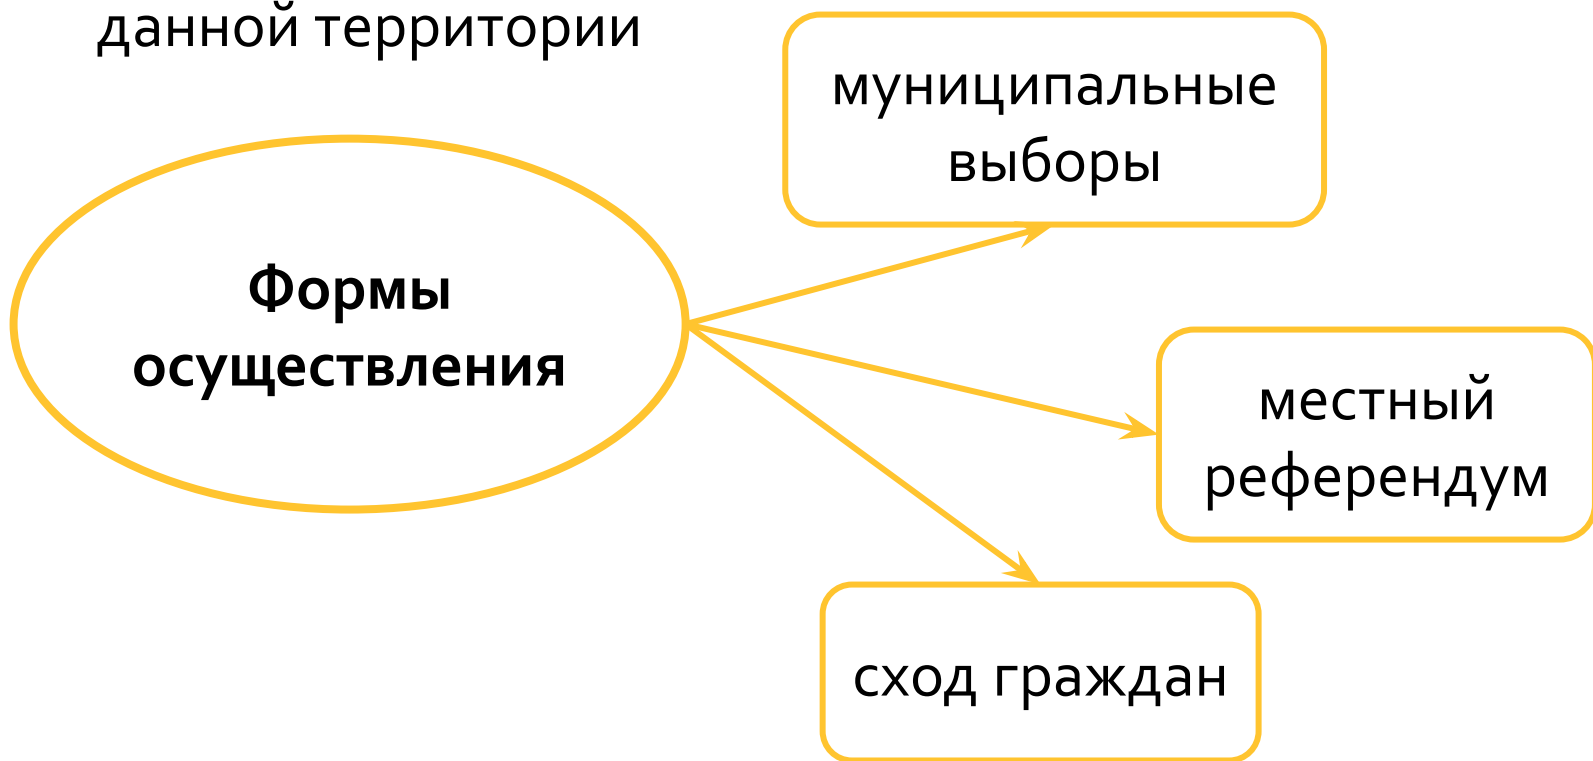 данной территории
муниципальные
выборы
Формы
осуществления
местный
референдум
сход граждан